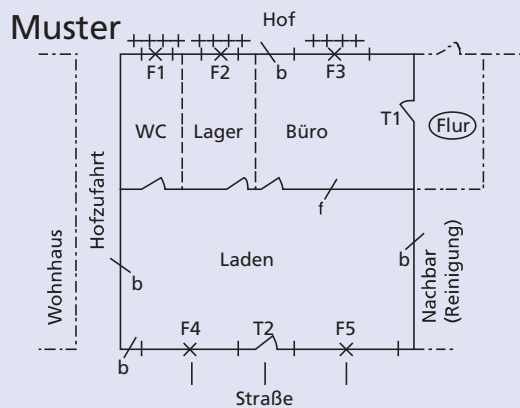 Muster
Hof
F1 F2 b F3
T1
WC Lager Büro
Flur
f
Hofzufahrt
Wohnhaus
Laden
b
b
Nachbar
(Reinigung)
F4 T2 F5
b
Straße